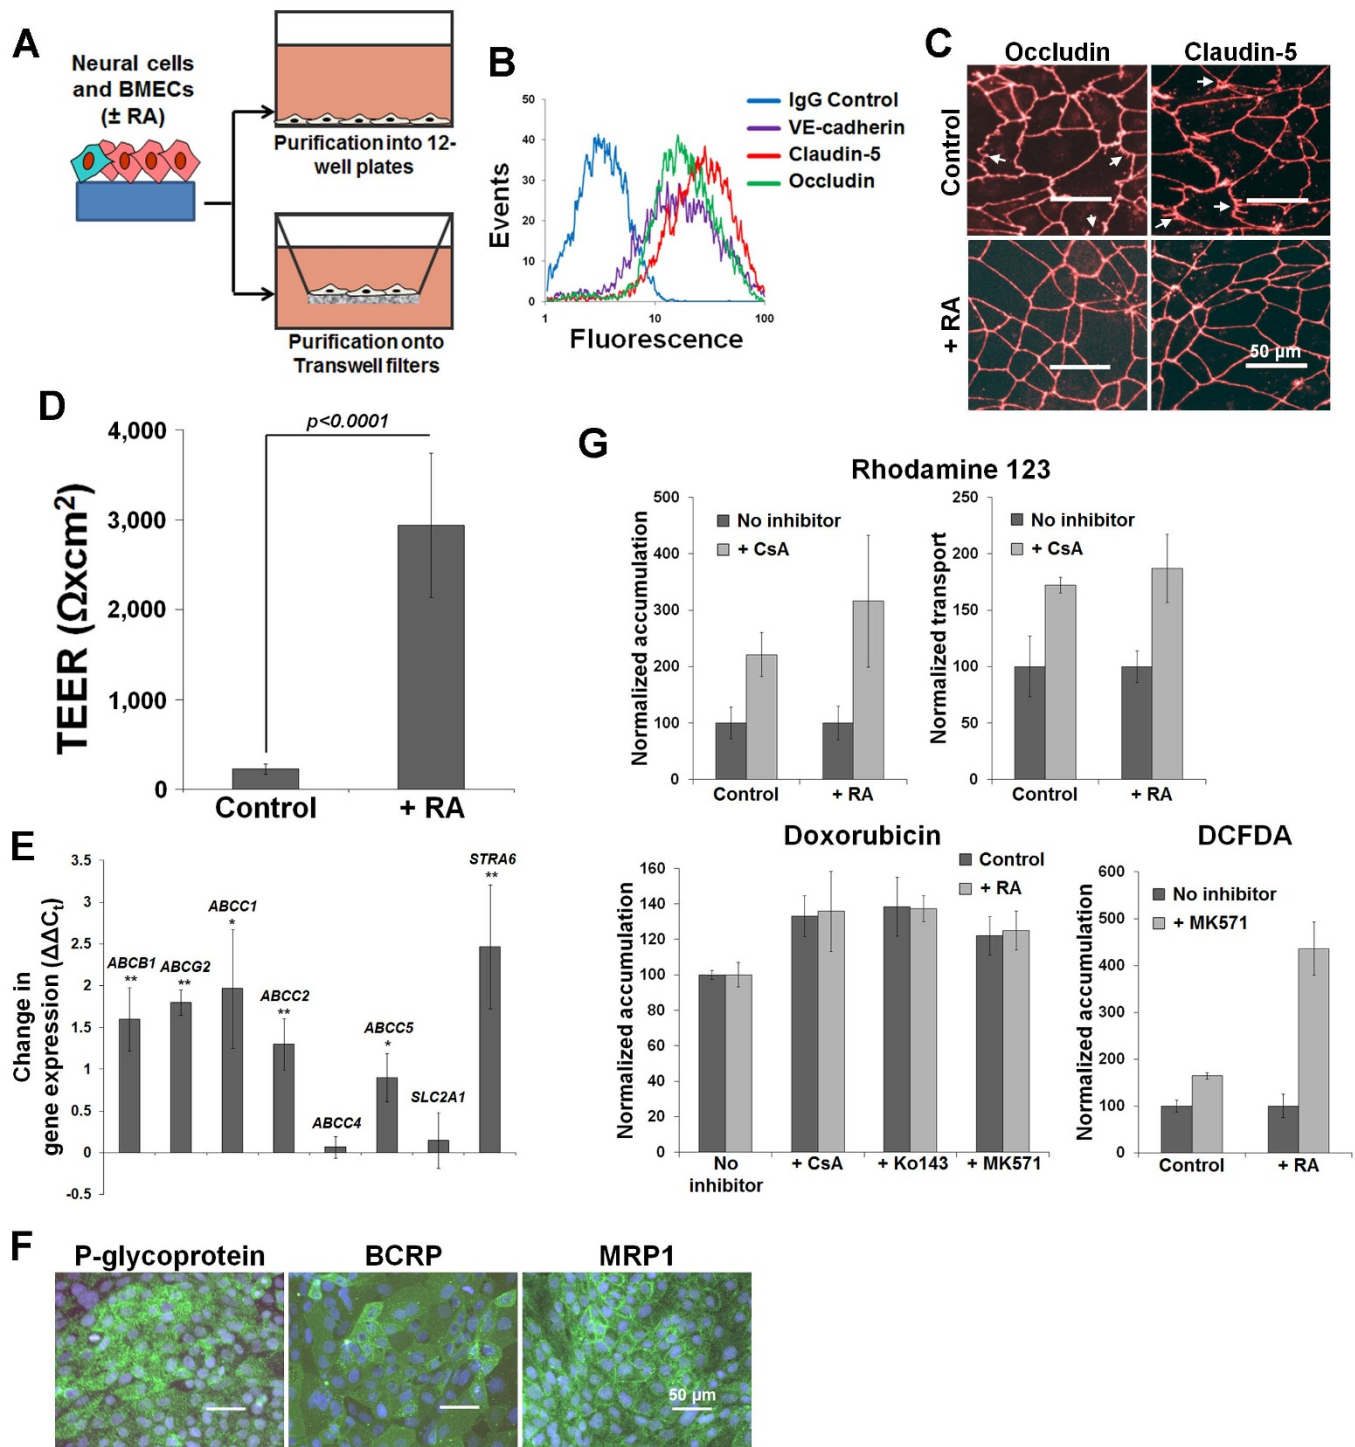 A
Neural cells
and BMECs
(± RA)
Purification into 12-
well plates
Purification onto
Transwell filters
B
50
40
30
20
10
0
Events
1
10
100
Fluorescence
IgG Control
VE-cadherin
Claudin-5
Occludin
C
Occludin
Claudin-5
Control
+ RA
50 µm
D
p<0.0001
4,000
3,000
2,000
1,000
0
TEER (Ωxcm²)
Control
+ RA
E
3.5
3
2.5
2
1.5
1
0.5
0
-0.5
Change in
gene expression (ΔΔCt)
ABCB1
**
ABCG2
**
ABCC1
*
ABCC2
**
ABCC4
ABCC5
*
SLC2A1
STRA6
**
F
P-glycoprotein
BCRP
MRP1
50 µm
G
Rhodamine 123
500
400
300
200
100
0
Normalized accumulation
No inhibitor
+ CsA
Control
+ RA
250
200
150
100
50
0
Normalized transport
No inhibitor
+ CsA
Control
+ RA
Doxorubicin
160
140
120
100
80
60
40
20
0
Normalized accumulation
Control
+ RA
No
inhibitor
+ CsA
+ Ko143
+ MK571
DCFDA
600
500
400
300
200
100
0
Normalized accumulation
No inhibitor
+ MK571
Control
+ RA